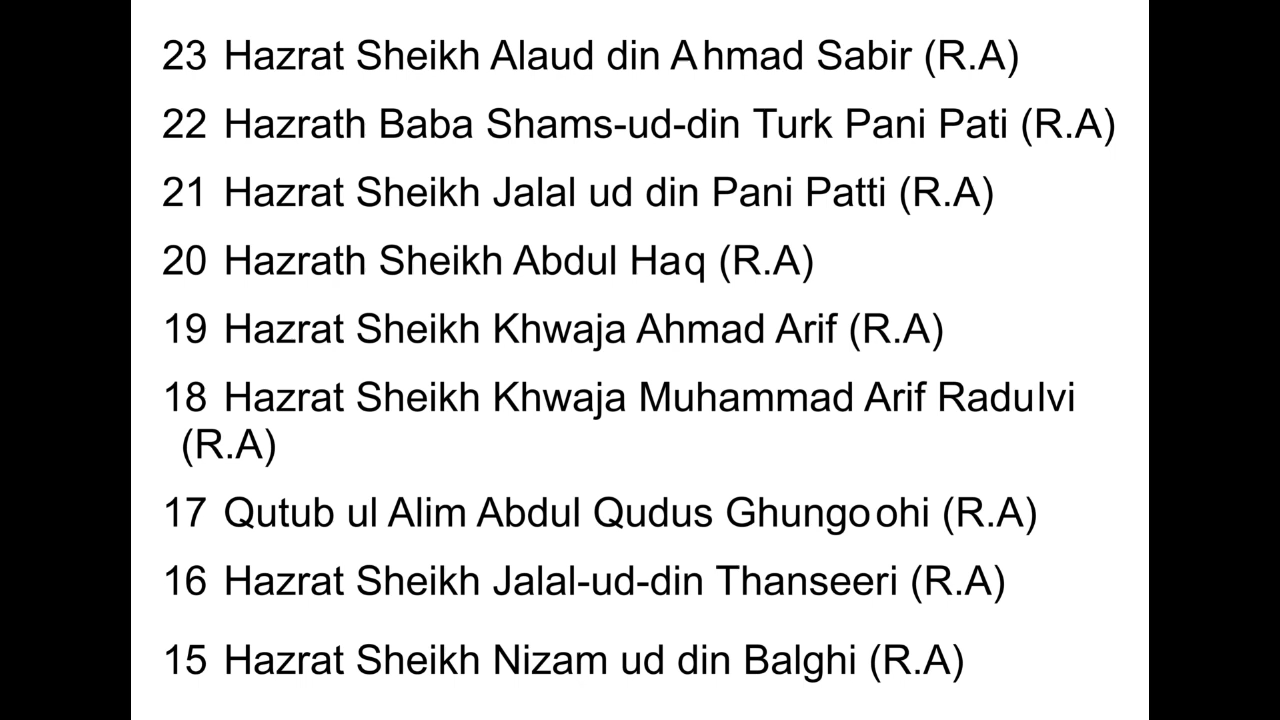 23 Hazrat Sheikh Alaud din Ahmad Sabir (R.A)
22 Hazrath Baba Shams-ud-din Turk Pani Pati (R.A)
21 Hazrat Sheikh Jalal ud din Pani Patti (R.A)
20 Hazrath Sheikh Abdul Haq (R.A)
19 Hazrat Sheikh Khwaja Ahmad Arif (R.A)
18 Hazrat Sheikh Khwaja Muhammad Arif Radulvi
(R.A)
17 Qutub ul Alim Abdul Qudus Ghungoohi (R.A)
16 Hazrat Sheikh Jalal-ud-din Thanseeri (R.A)
15 Hazrat Sheikh Nizam ud din Balghi (R.A)